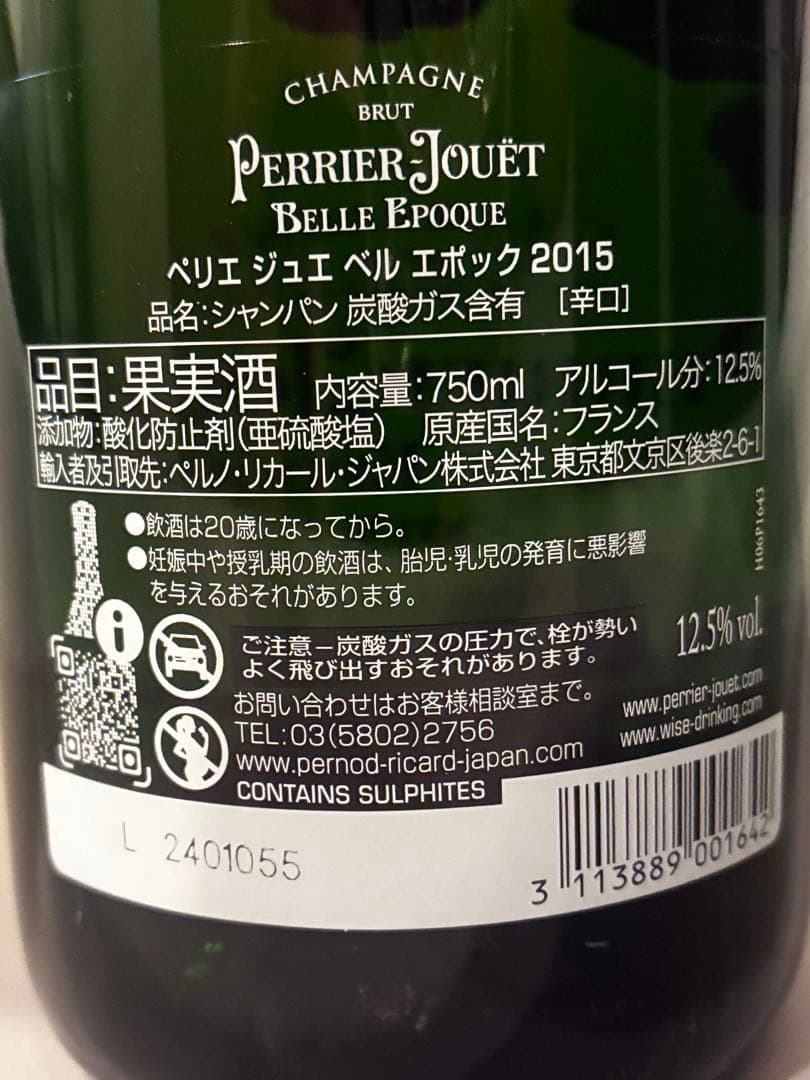 CHAMPAGNE
BRUT
PERRIER-JOUËT
BELLE EPOQUE
ペリエ ジュエ ベル エポック 2015
品名:シャンパン 炭酸ガス含有 [辛口]
品目:果実酒 内容量:750ml アルコール分:12.5%
添加物:酸化防止剤(亜硫酸塩) 原産国名:フランス
輸入者及引取先:ペルノ・リカール・ジャパン株式会社 東京都文京区後楽2-6-1
●飲酒は20歳になってから。
●妊娠中や授乳期の飲酒は、胎児・乳児の発育に悪影響
を与えるおそれがあります。
H06P1643
i
ご注意−炭酸ガスの圧力で、栓が勢い
よく飛び出すおそれがあります。
12.5% vol.
お問い合わせはお客様相談室まで。
TEL:03(5802)2756
www.pernod-ricard-japan.com
www.perrier-jouet.com
www.wise-drinking.com
CONTAINS SULPHITES
L 2401055
3 113889 001642